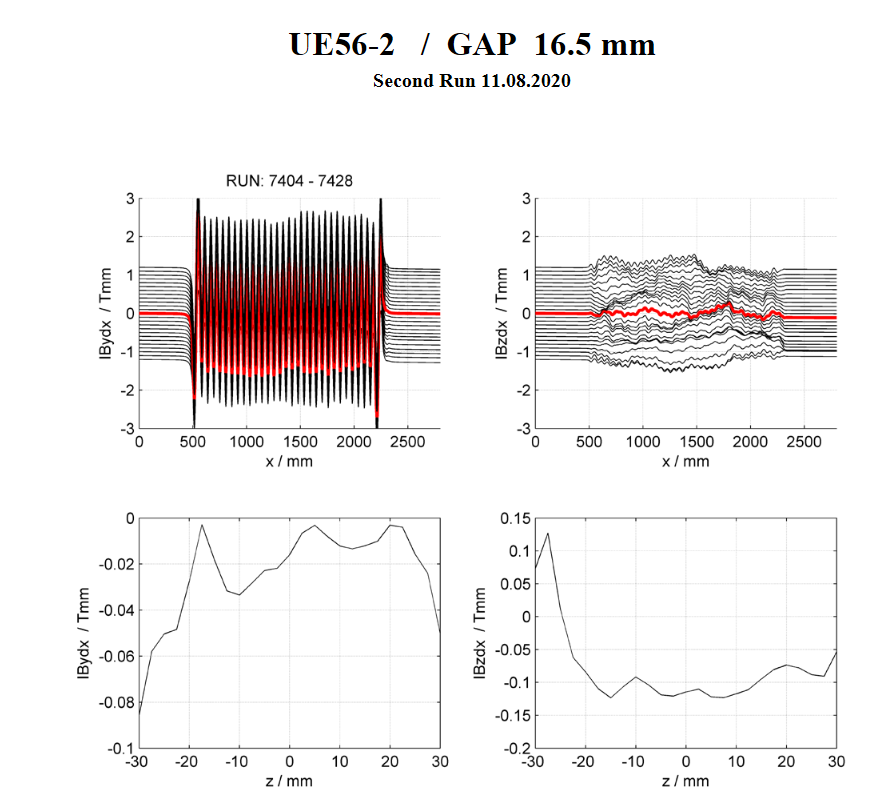 UE56-2 / GAP 16.5 mm
Second Run 11.08.2020
RUN: 7404 - 7428
IBydx / Tmm
3
2
1
0
-1
-2
-3
0 500 1000 1500 2000 2500
x / mm
IBzdx / Tmm
3
2
1
0
-1
-2
-3
0 500 1000 1500 2000 2500
x / mm
IBydx / Tmm
0
-0.02
-0.04
-0.06
-0.08
-0.1
-30 -20 -10 0 10 20 30
z / mm
IBzdx / Tmm
0.15
0.1
0.05
0
-0.05
-0.1
-0.15
-0.2
-30 -20 -10 0 10 20 30
z / mm